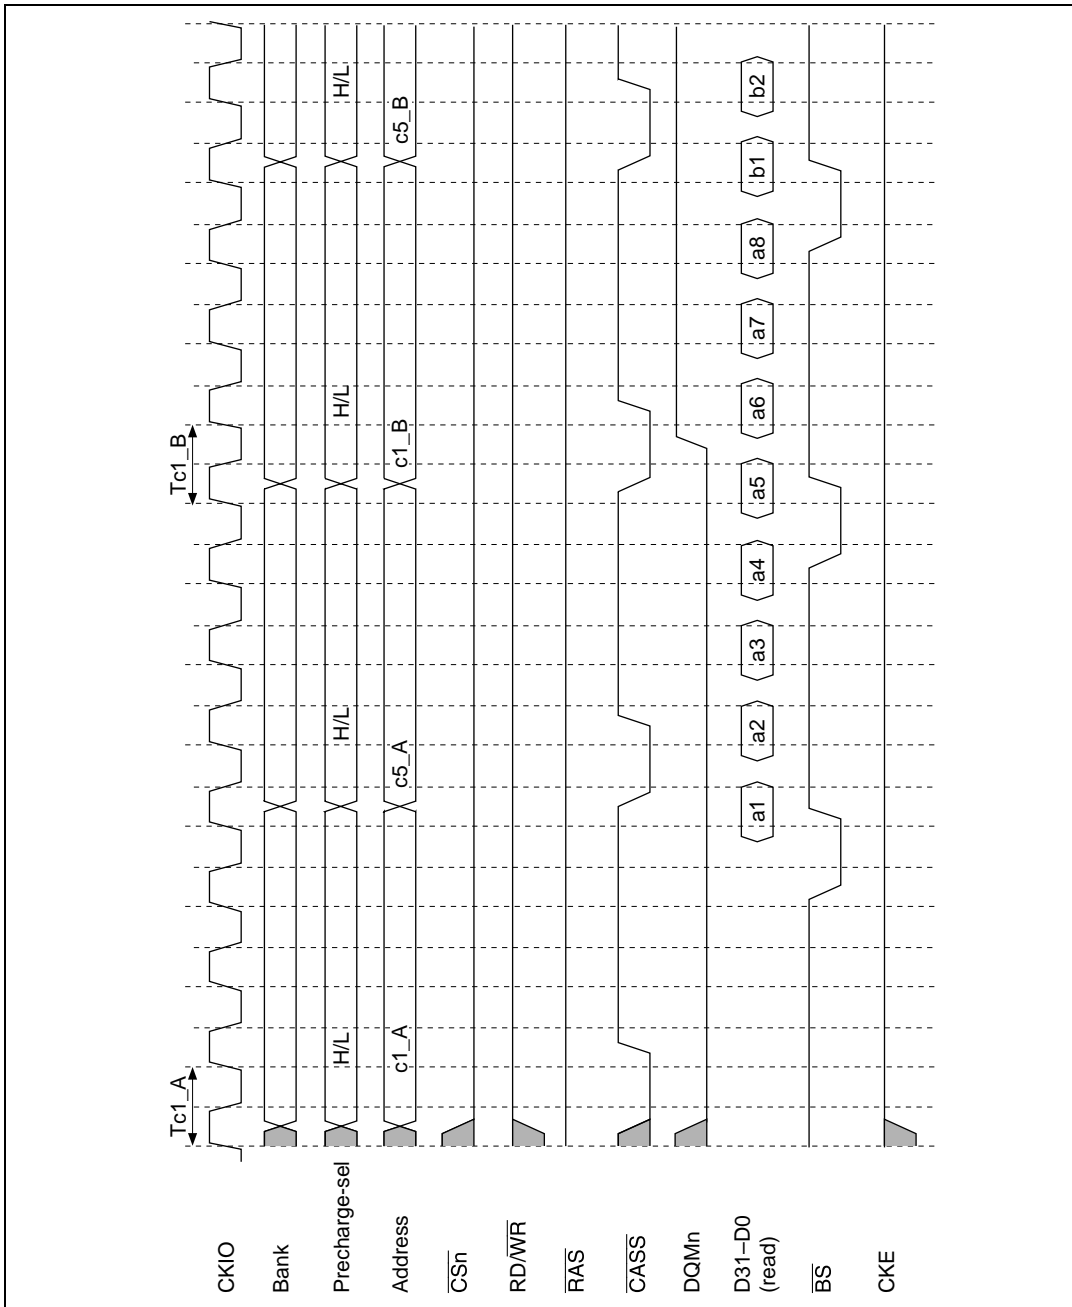 Tc1_A Tc1_B
CKIO
Bank
Precharge-sel H/L H/L H/L H/L
Address c1_A c5_A c1_B c5_B
CSn
RD/WR
RAS
CASS
DQMn
D31–D0 a1 a2 a3 a4 a5 a6 a7 a8 b1 b2
(read)
BS
CKE